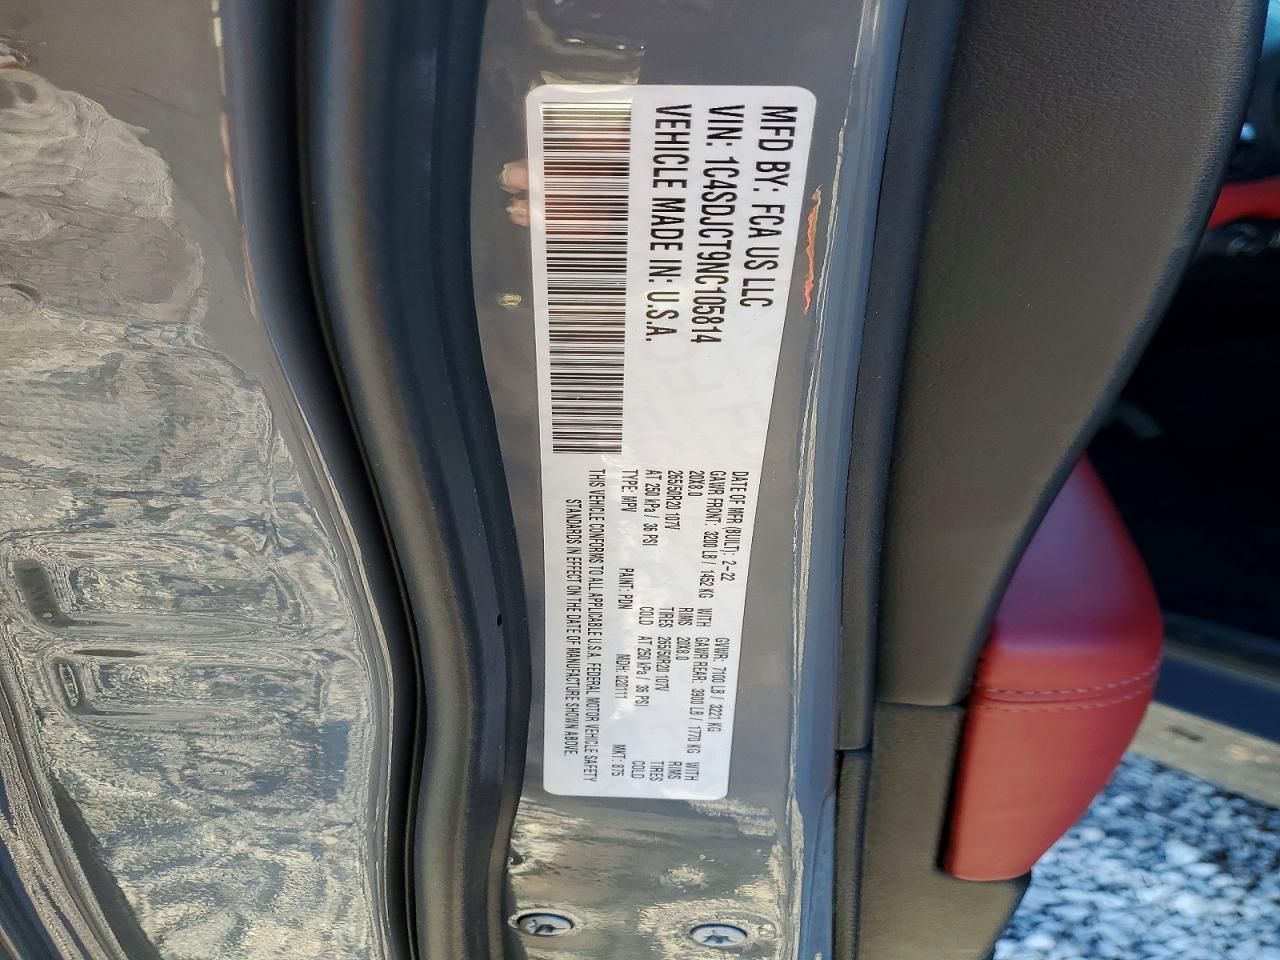 MFD BY: FCA US LLC
VIN: 1C4SDJCT9NC105814
VEHICLE MADE IN: U.S.A.
DATE OF MFR (BUILT): 2-22 GVWR: 7100 LB / 3221 KG
GAWR FRONT: 3200 LB / 1452 KG WITH GAWR REAR: 3900 LB / 1770 KG WITH
20X8.0 RIMS 20X8.0 RIMS
265/50R20 107V TIRES 265/50R20 107V TIRES
AT 250 kPa / 36 PSI COLD AT 250 kPa / 36 PSI COLD
TYPE: MPV PAINT: PDN MDH: 020111 MKT: 875
THIS VEHICLE CONFORMS TO ALL APPLICABLE U.S.A. FEDERAL MOTOR VEHICLE SAFETY
STANDARDS IN EFFECT ON THE DATE OF MANUFACTURE SHOWN ABOVE.